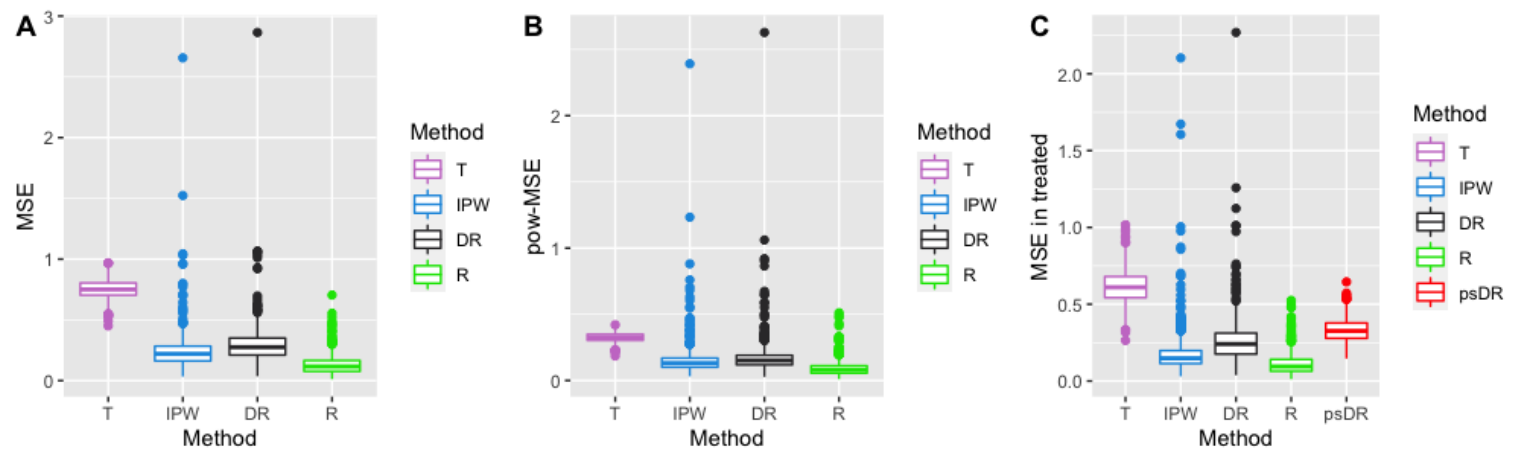 A
3
2
1
0
MSE
T IPW DR R
Method
Method
T
IPW
DR
R
B
2
1
0
pow-MSE
T IPW DR R
Method
Method
T
IPW
DR
R
C
2.0
1.5
1.0
0.5
0.0
MSE in treated
T IPW DR R psDR
Method
Method
T
IPW
DR
R
psDR